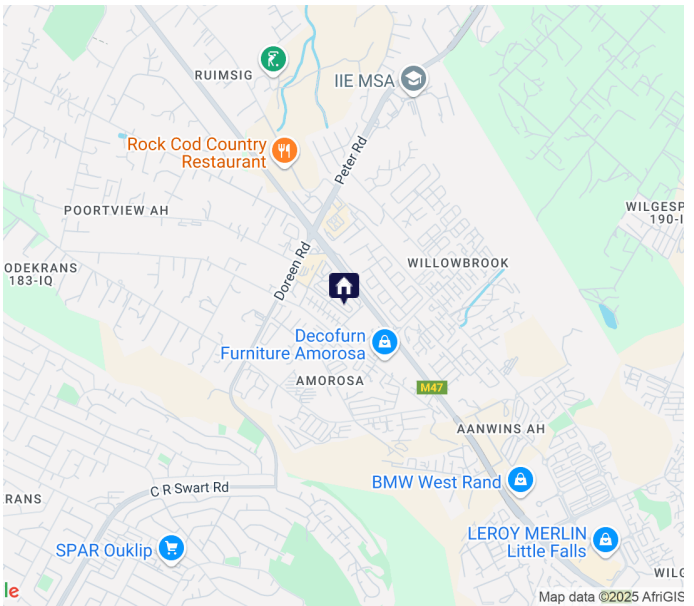 RUIMSIG
IIE MSA
Rock Cod Country
Restaurant
Peter Rd
POORTVIEW AH
WILGESP
190-I
ODEKRANS
183-IQ
Doreen Rd
WILLOWBROOK
Decofurn
Furniture Amorosa
AMOROSA
M47
AANWINS AH
BMW West Rand
RANS
C R Swart Rd
LEROY MERLIN
Little Falls
SPAR Ouklip
WILG
le
Map data ©2025 AfriGIS